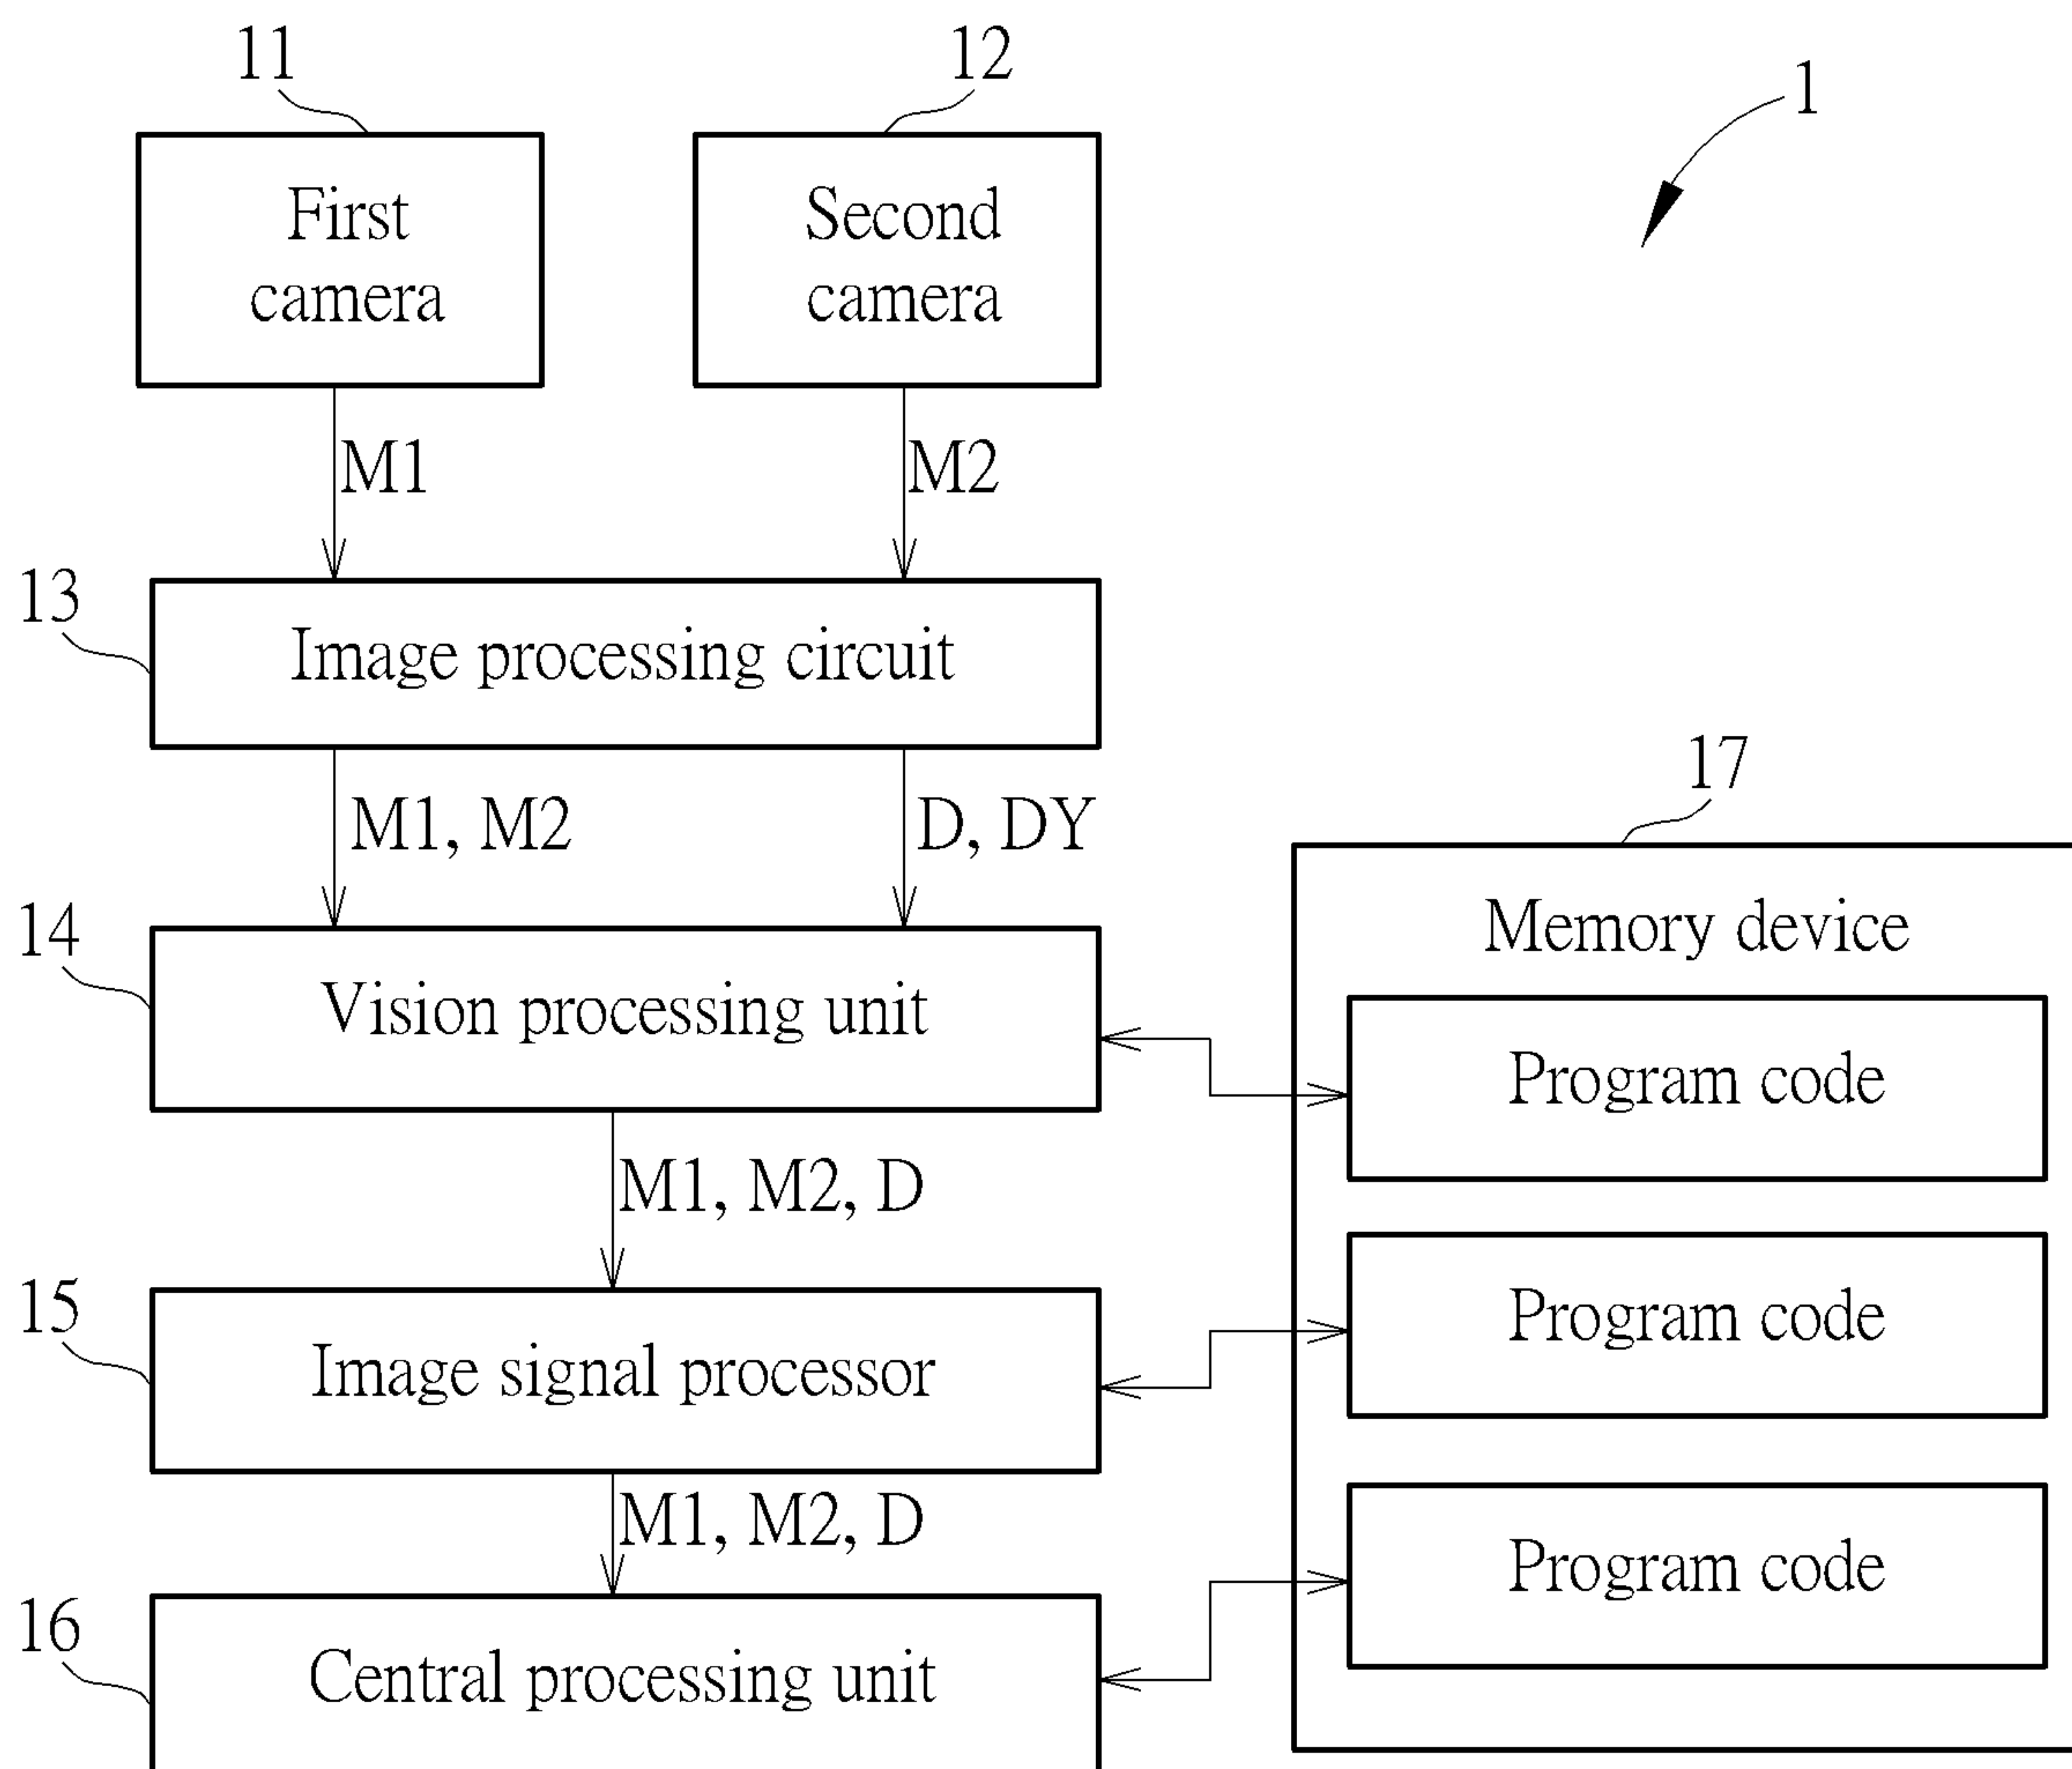 11
12
1
First
camera
Second
camera
M1
M2
13
Image processing circuit
M1, M2
D, DY
17
14
Vision processing unit
Memory device
Program code
M1, M2, D
15
Image signal processor
Program code
M1, M2, D
16
Central processing unit
Program code